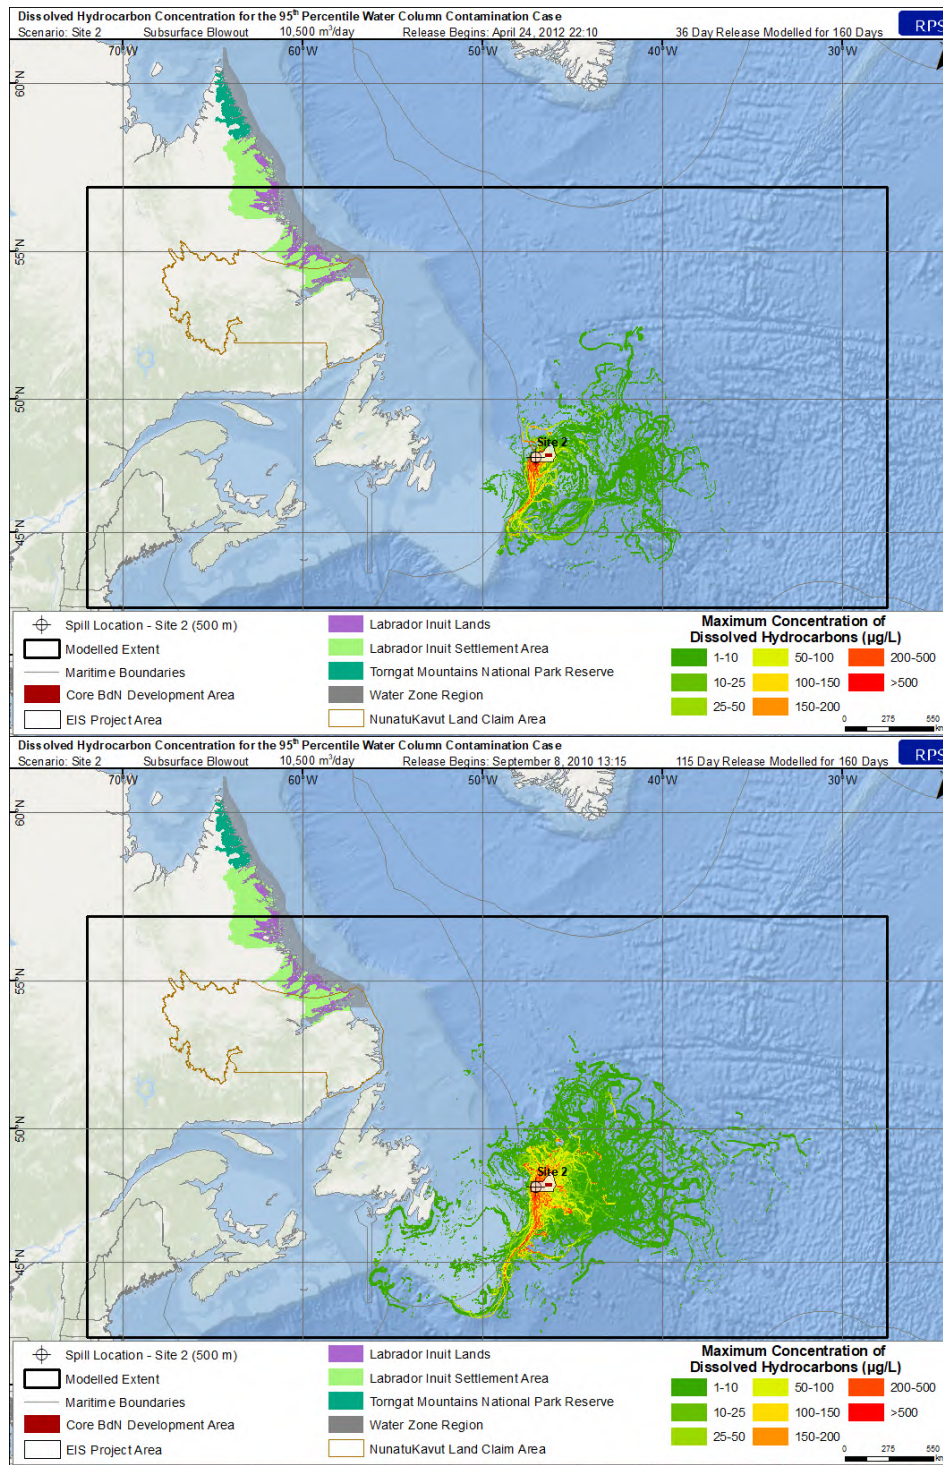 Dissolved Hydrocarbon Concentration for the 95th Percentile Water Column Contamination Case
Scenario: Site 2 Subsurface Blowout 10,500 m³/day Release Begins: April 24, 2012 22:10 36 Day Release Modelled for 160 Days
RPS
70°W 60°W 50°W 40°W 30°W
60°N
55°N
50°N
Site 2
45°N
Spill Location - Site 2 (500 m)
Modelled Extent
Maritime Boundaries
Core BdN Development Area
EIS Project Area
Labrador Inuit Lands
Labrador Inuit Settlement Area
Torngat Mountains National Park Reserve
Water Zone Region
NunatuKavut Land Claim Area
Maximum Concentration of
Dissolved Hydrocarbons (µg/L)
1-10 50-100 200-500
10-25 100-150 >500
25-50 150-200
0 275 550
km
Dissolved Hydrocarbon Concentration for the 95th Percentile Water Column Contamination Case
Scenario: Site 2 Subsurface Blowout 10,500 m³/day Release Begins: September 8, 2010 13:15 115 Day Release Modelled for 160 Days
RPS
70°W 60°W 50°W 40°W 30°W
60°N
55°N
50°N
Site 2
45°N
Spill Location - Site 2 (500 m)
Modelled Extent
Maritime Boundaries
Core BdN Development Area
EIS Project Area
Labrador Inuit Lands
Labrador Inuit Settlement Area
Torngat Mountains National Park Reserve
Water Zone Region
NunatuKavut Land Claim Area
Maximum Concentration of
Dissolved Hydrocarbons (µg/L)
1-10 50-100 200-500
10-25 100-150 >500
25-50 150-200
0 275 550
km